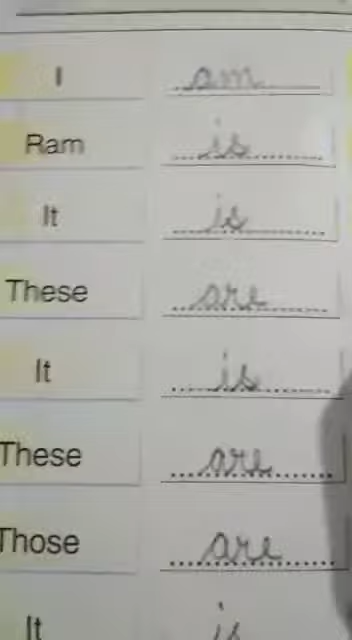 I am
Ram is
It is
These are
It is
These are
Those are
It is